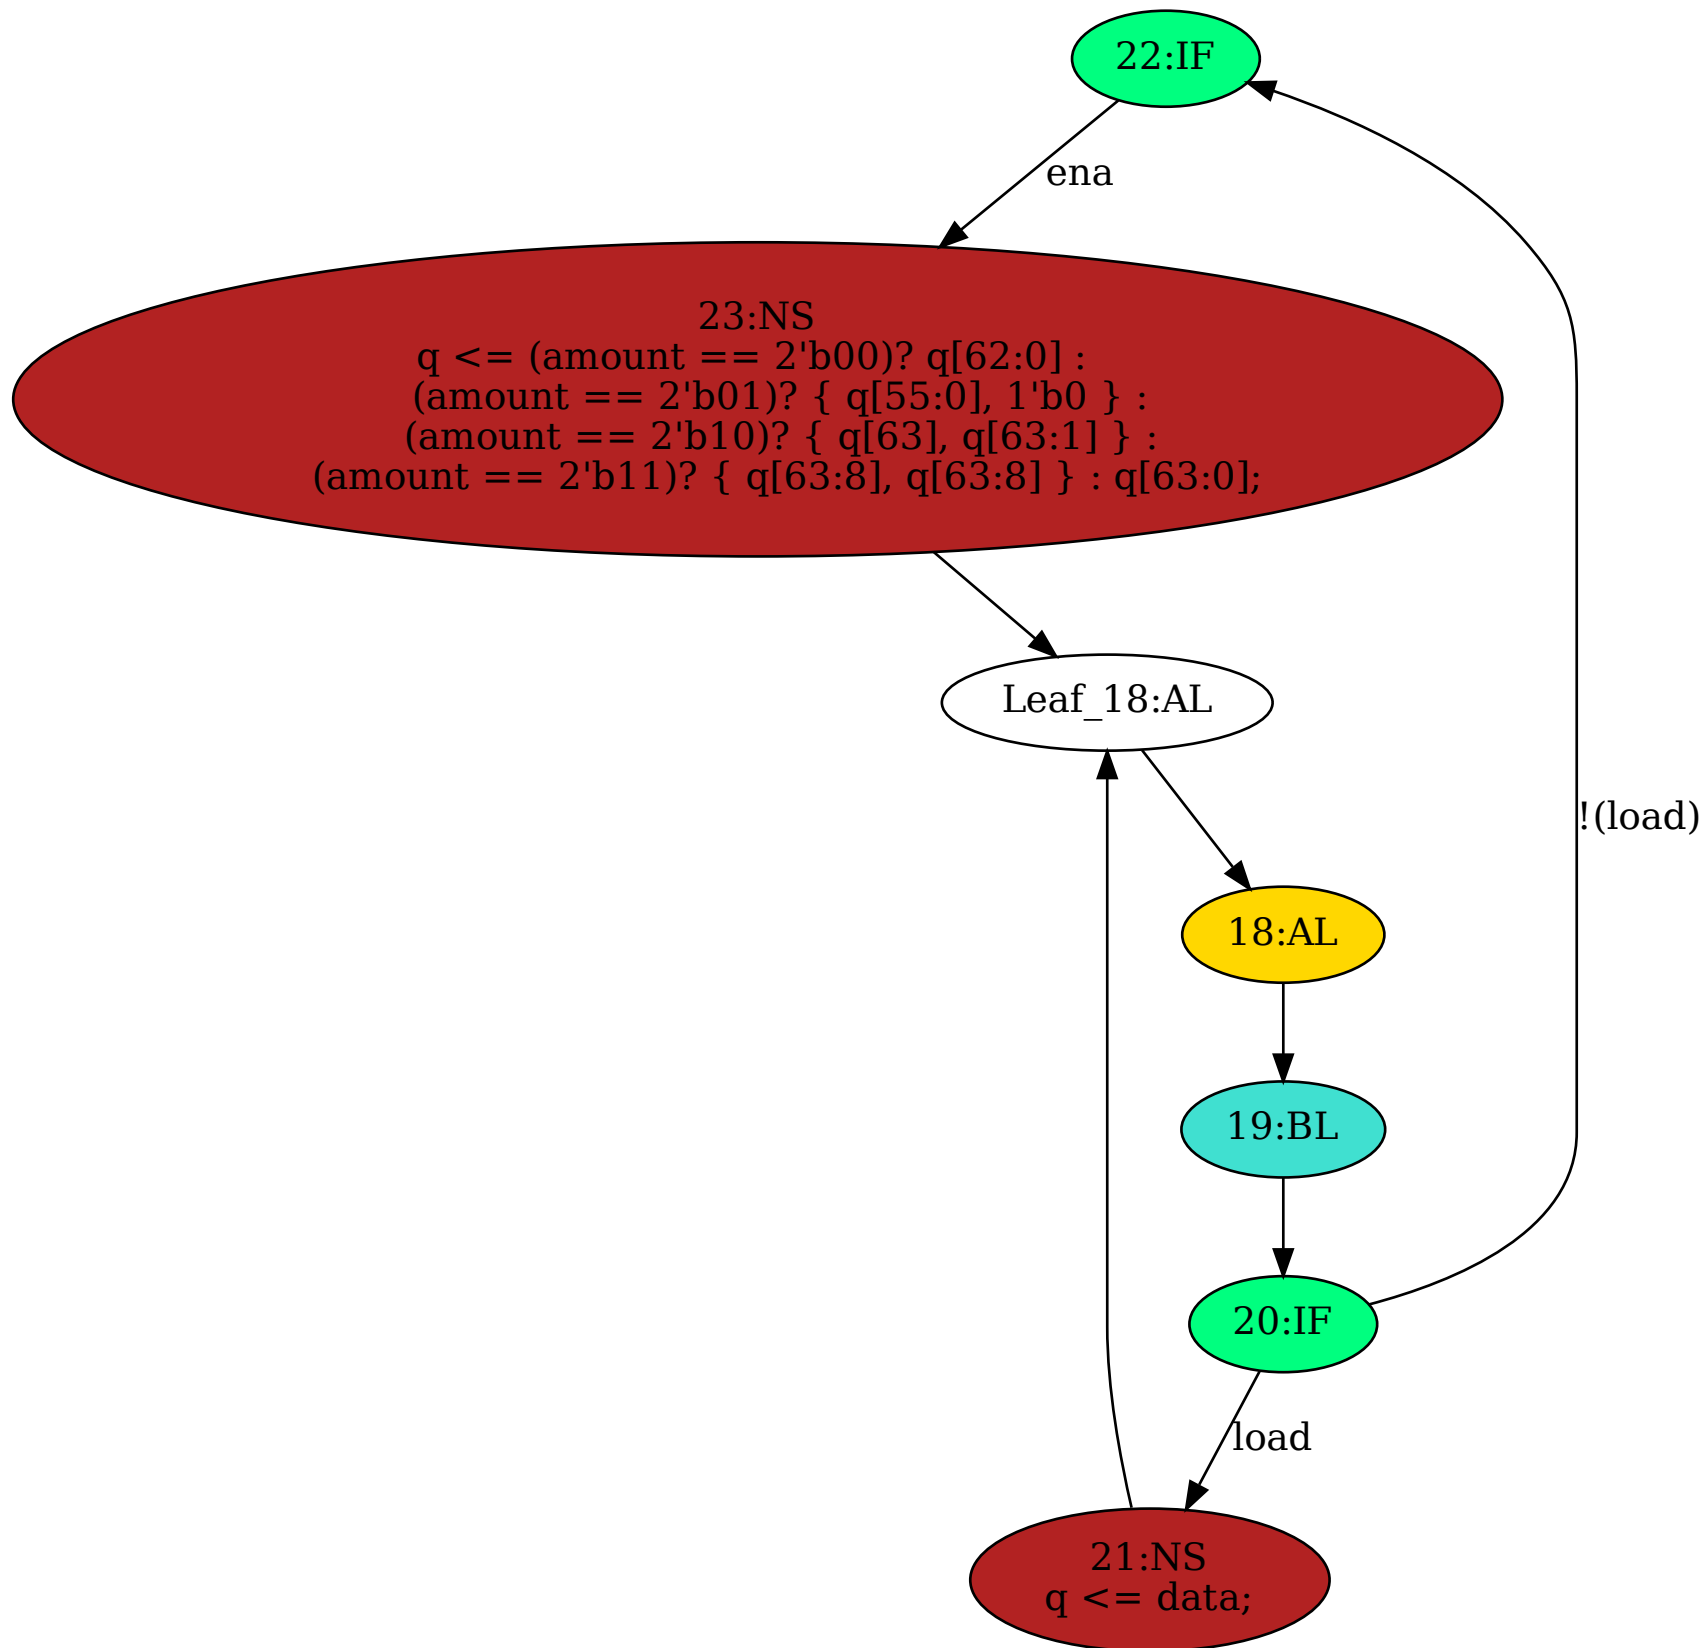 22:IF
ena
23:NS
q <= (amount == 2'b00)? q[62:0] :
(amount == 2'b01)? { q[55:0], 1'b0 } :
(amount == 2'b10)? { q[63], q[63:1] } :
(amount == 2'b11)? { q[63:8], q[63:8] } : q[63:0];
Leaf_18:AL
!(load)
18:AL
19:BL
20:IF
load
21:NS
q <= data;